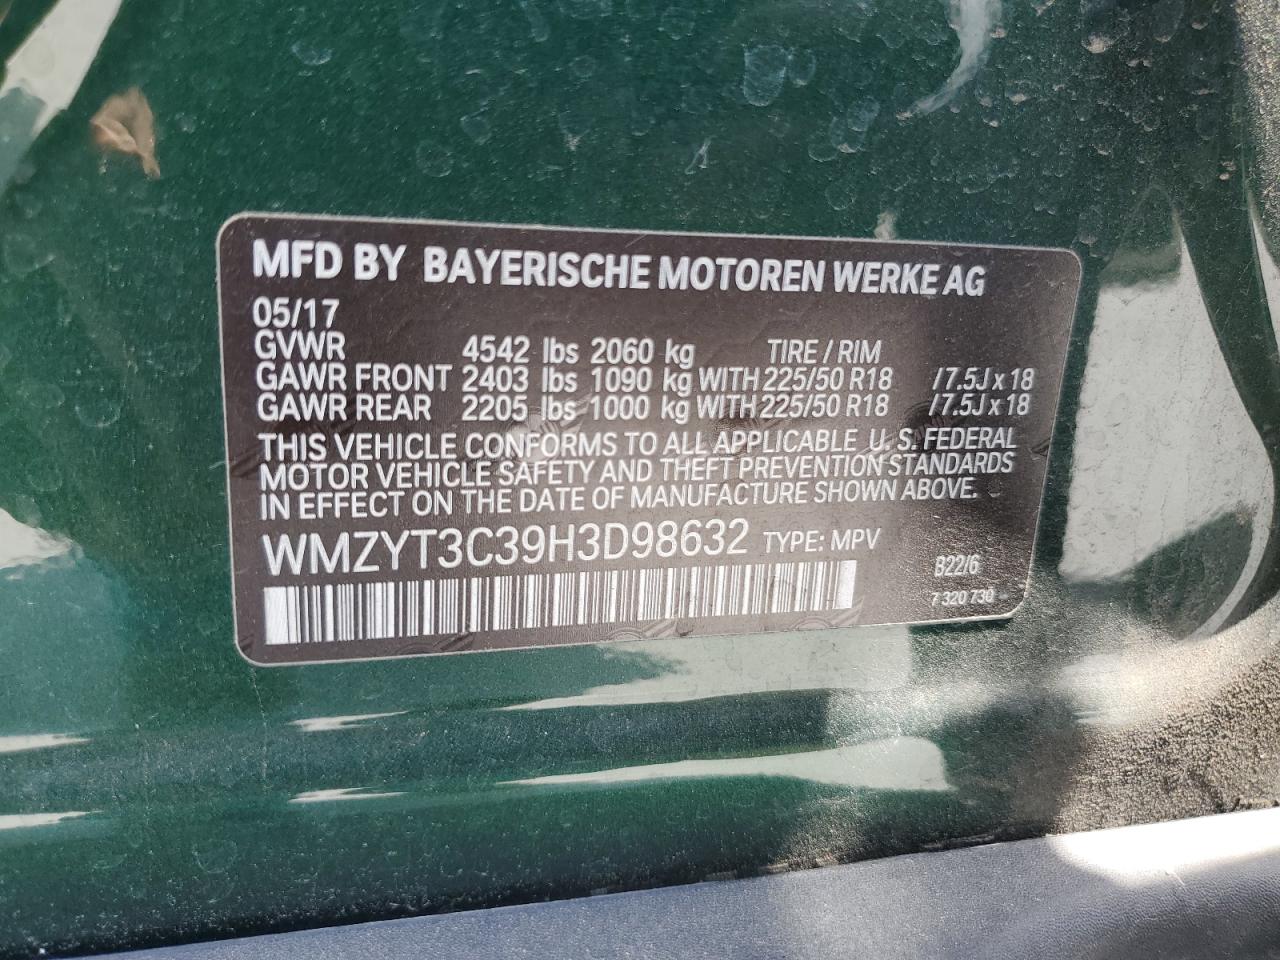 MFD BY BAYERISCHE MOTOREN WERKE AG
05/17
GVWR 4542 lbs 2060 kg TIRE / RIM
GAWR FRONT 2403 lbs 1090 kg WITH 225/50 R18 /7.5J x 18
GAWR REAR 2205 lbs 1000 kg WITH 225/50 R18 /7.5J x 18
THIS VEHICLE CONFORMS TO ALL APPLICABLE U. S. FEDERAL
MOTOR VEHICLE SAFETY AND THEFT PREVENTION STANDARDS
IN EFFECT ON THE DATE OF MANUFACTURE SHOWN ABOVE.
WMZYT3C39H3D98632 TYPE: MPV
B22/6
7 320 730